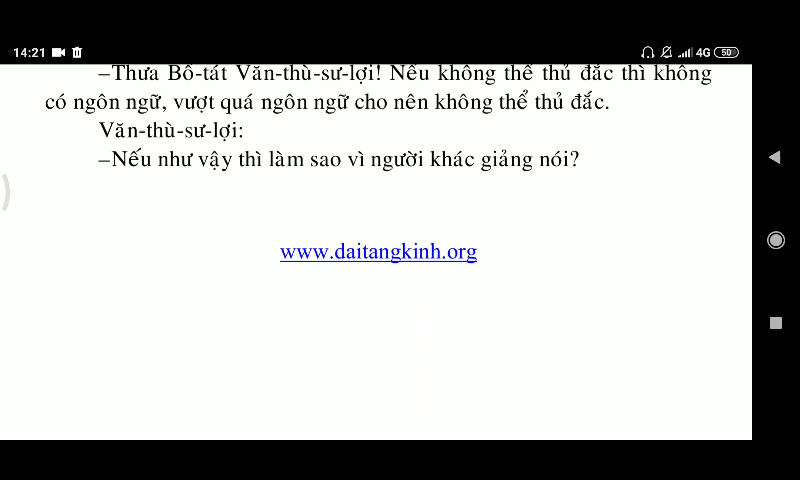 14:21
4G 50
–Thưa Bồ-tát Văn-thù-sư-lợi! Nếu không thể thủ đắc thì không
có ngôn ngữ, vượt quá ngôn ngữ cho nên không thể thủ đắc.
Văn-thù-sư-lợi:
–Nếu như vậy thì làm sao vì người khác giảng nói?
www.daitangkinh.org